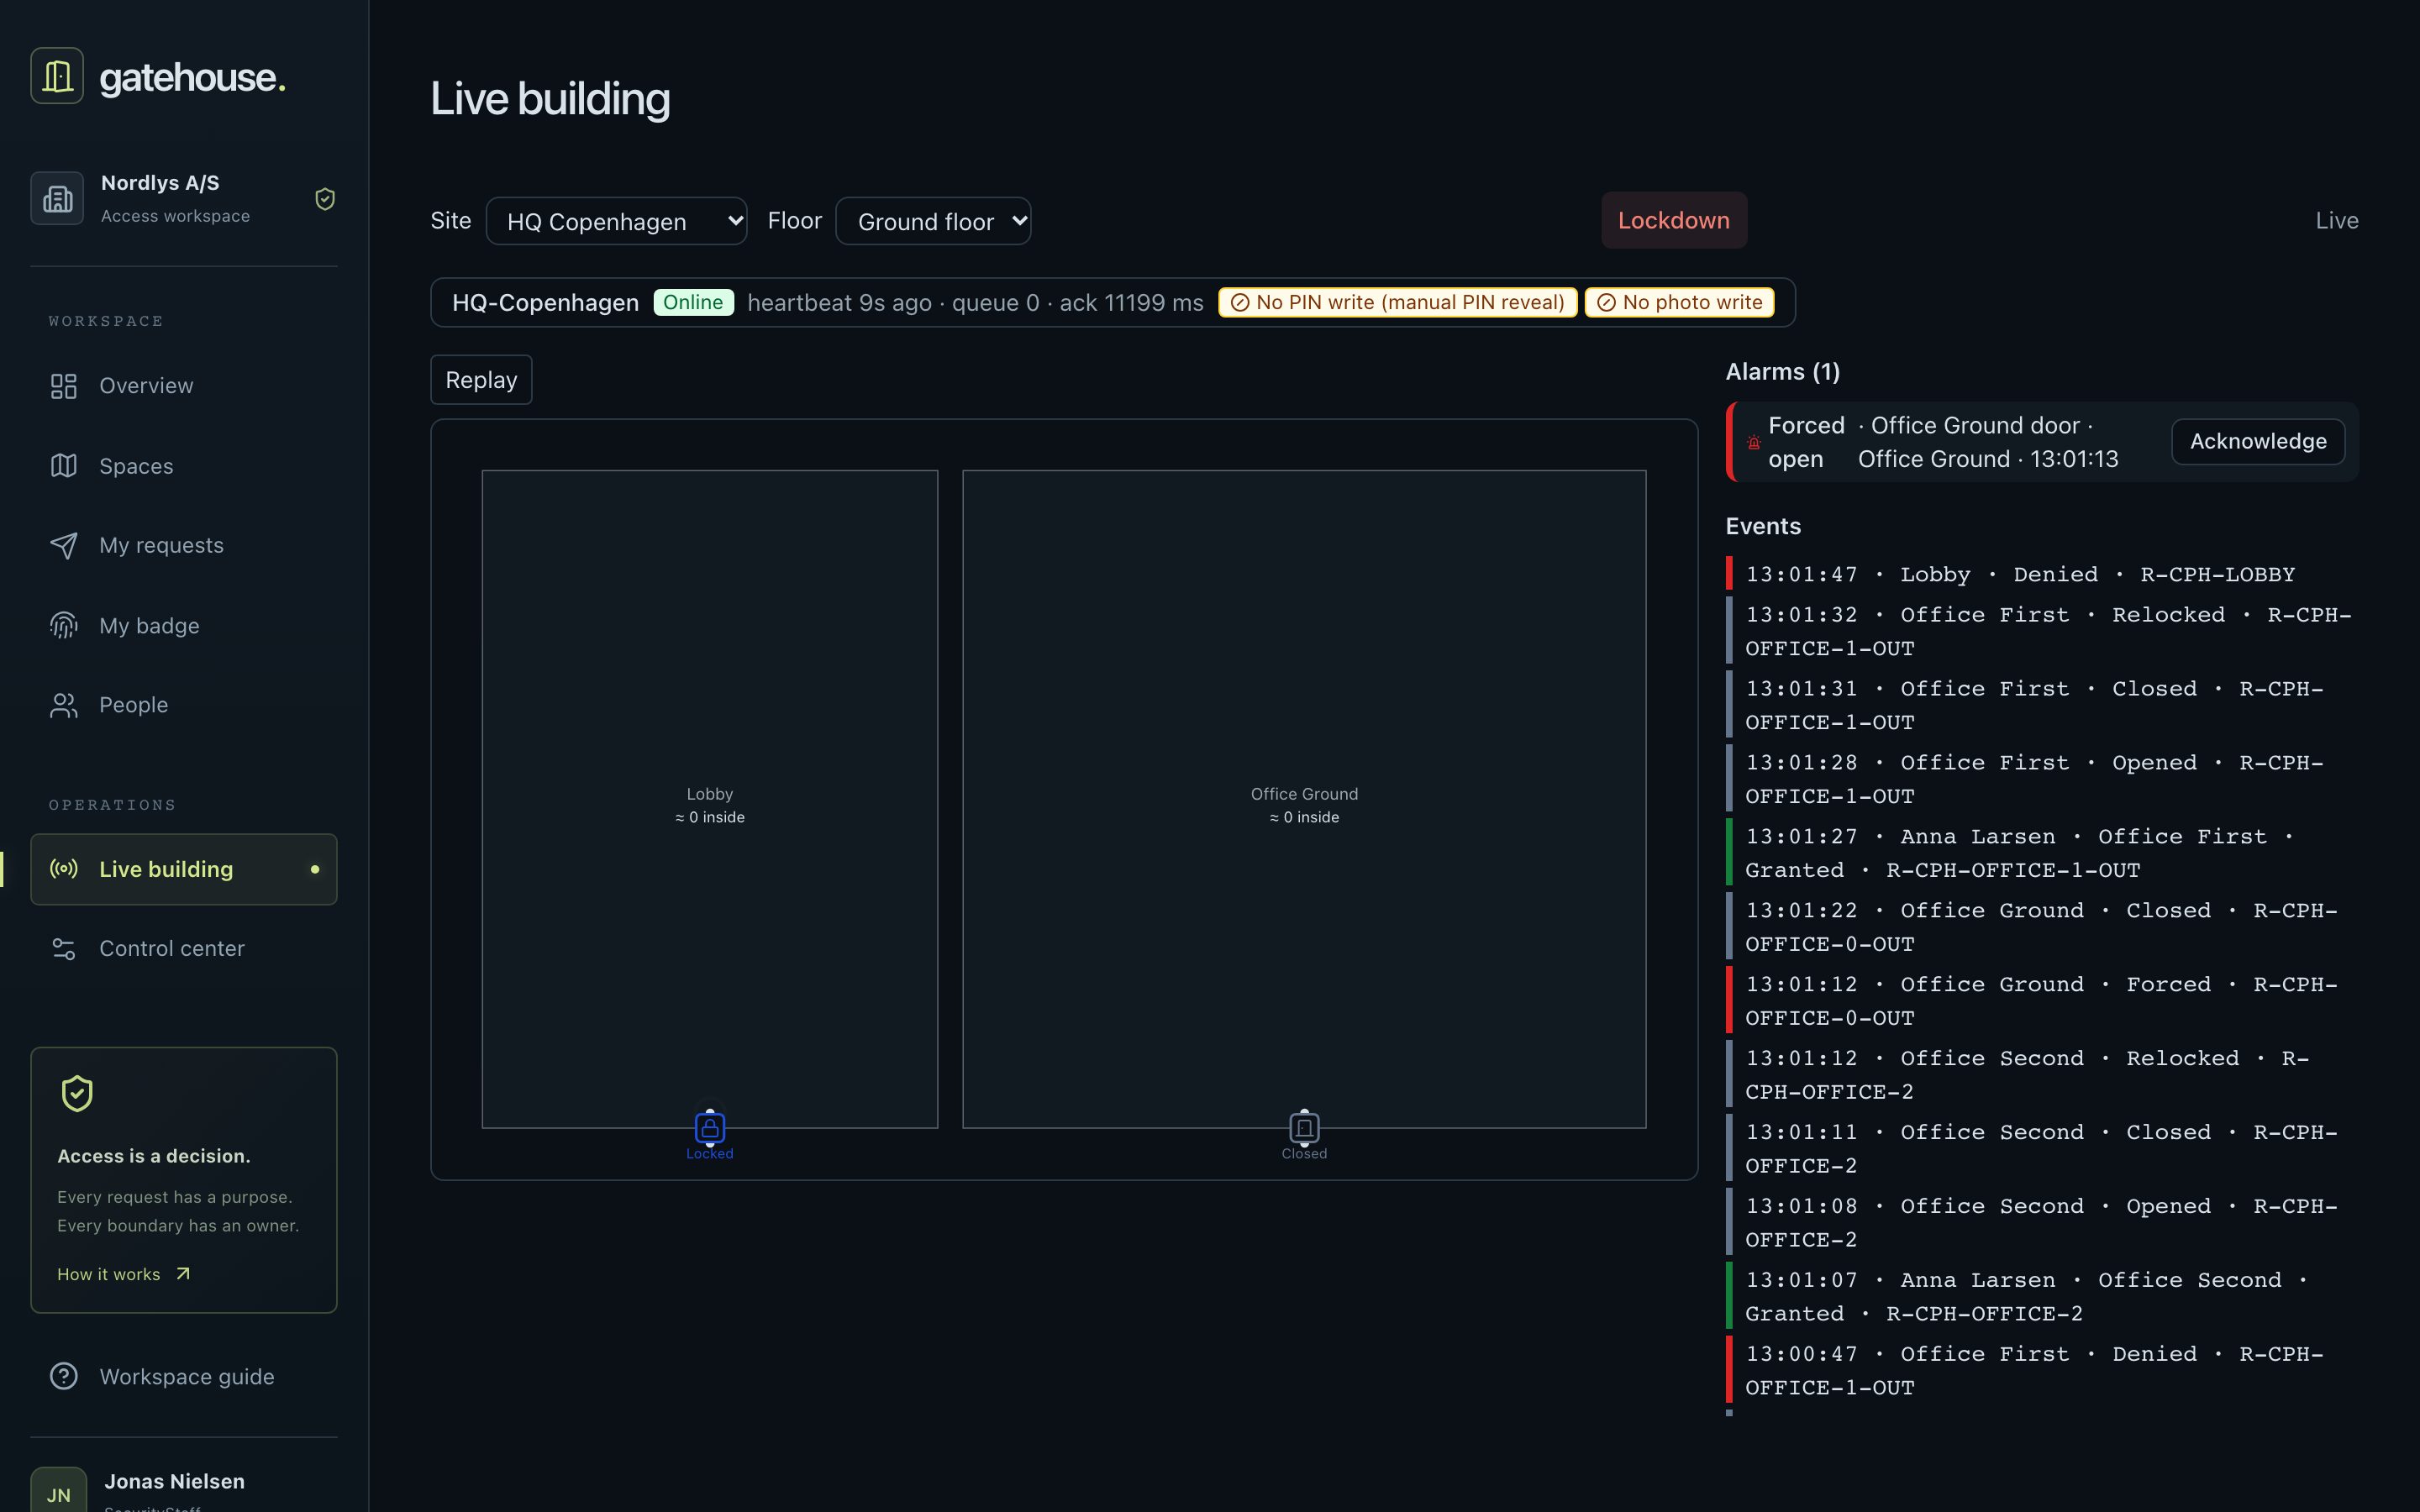 gatehouse.
Nordlys A/S
Access workspace
WORKSPACE
Overview
Spaces
My requests
My badge
People
OPERATIONS
Live building
Control center
Access is a decision.
Every request has a purpose.
Every boundary has an owner.
How it works
Workspace guide
JN
Jonas Nielsen
SecurityStaff
Live building
Site HQ Copenhagen Floor Ground floor Lockdown Live
HQ-Copenhagen Online heartbeat 9s ago · queue 0 · ack 11199 ms No PIN write (manual PIN reveal) No photo write
Replay
Lobby
≈ 0 inside
Locked
Office Ground
≈ 0 inside
Closed
Alarms (1)
Forced open · Office Ground door ·
Office Ground · 13:01:13
Acknowledge
Events
13:01:47 · Lobby · Denied · R-CPH-LOBBY
13:01:32 · Office First · Relocked · R-CPH-
OFFICE-1-OUT
13:01:31 · Office First · Closed · R-CPH-
OFFICE-1-OUT
13:01:28 · Office First · Opened · R-CPH-
OFFICE-1-OUT
13:01:27 · Anna Larsen · Office First ·
Granted · R-CPH-OFFICE-1-OUT
13:01:22 · Office Ground · Closed · R-CPH-
OFFICE-0-OUT
13:01:12 · Office Ground · Forced · R-CPH-
OFFICE-0-OUT
13:01:12 · Office Second · Relocked · R-
CPH-OFFICE-2
13:01:11 · Office Second · Closed · R-CPH-
OFFICE-2
13:01:08 · Office Second · Opened · R-CPH-
OFFICE-2
13:01:07 · Anna Larsen · Office Second ·
Granted · R-CPH-OFFICE-2
13:00:47 · Office First · Denied · R-CPH-
OFFICE-1-OUT